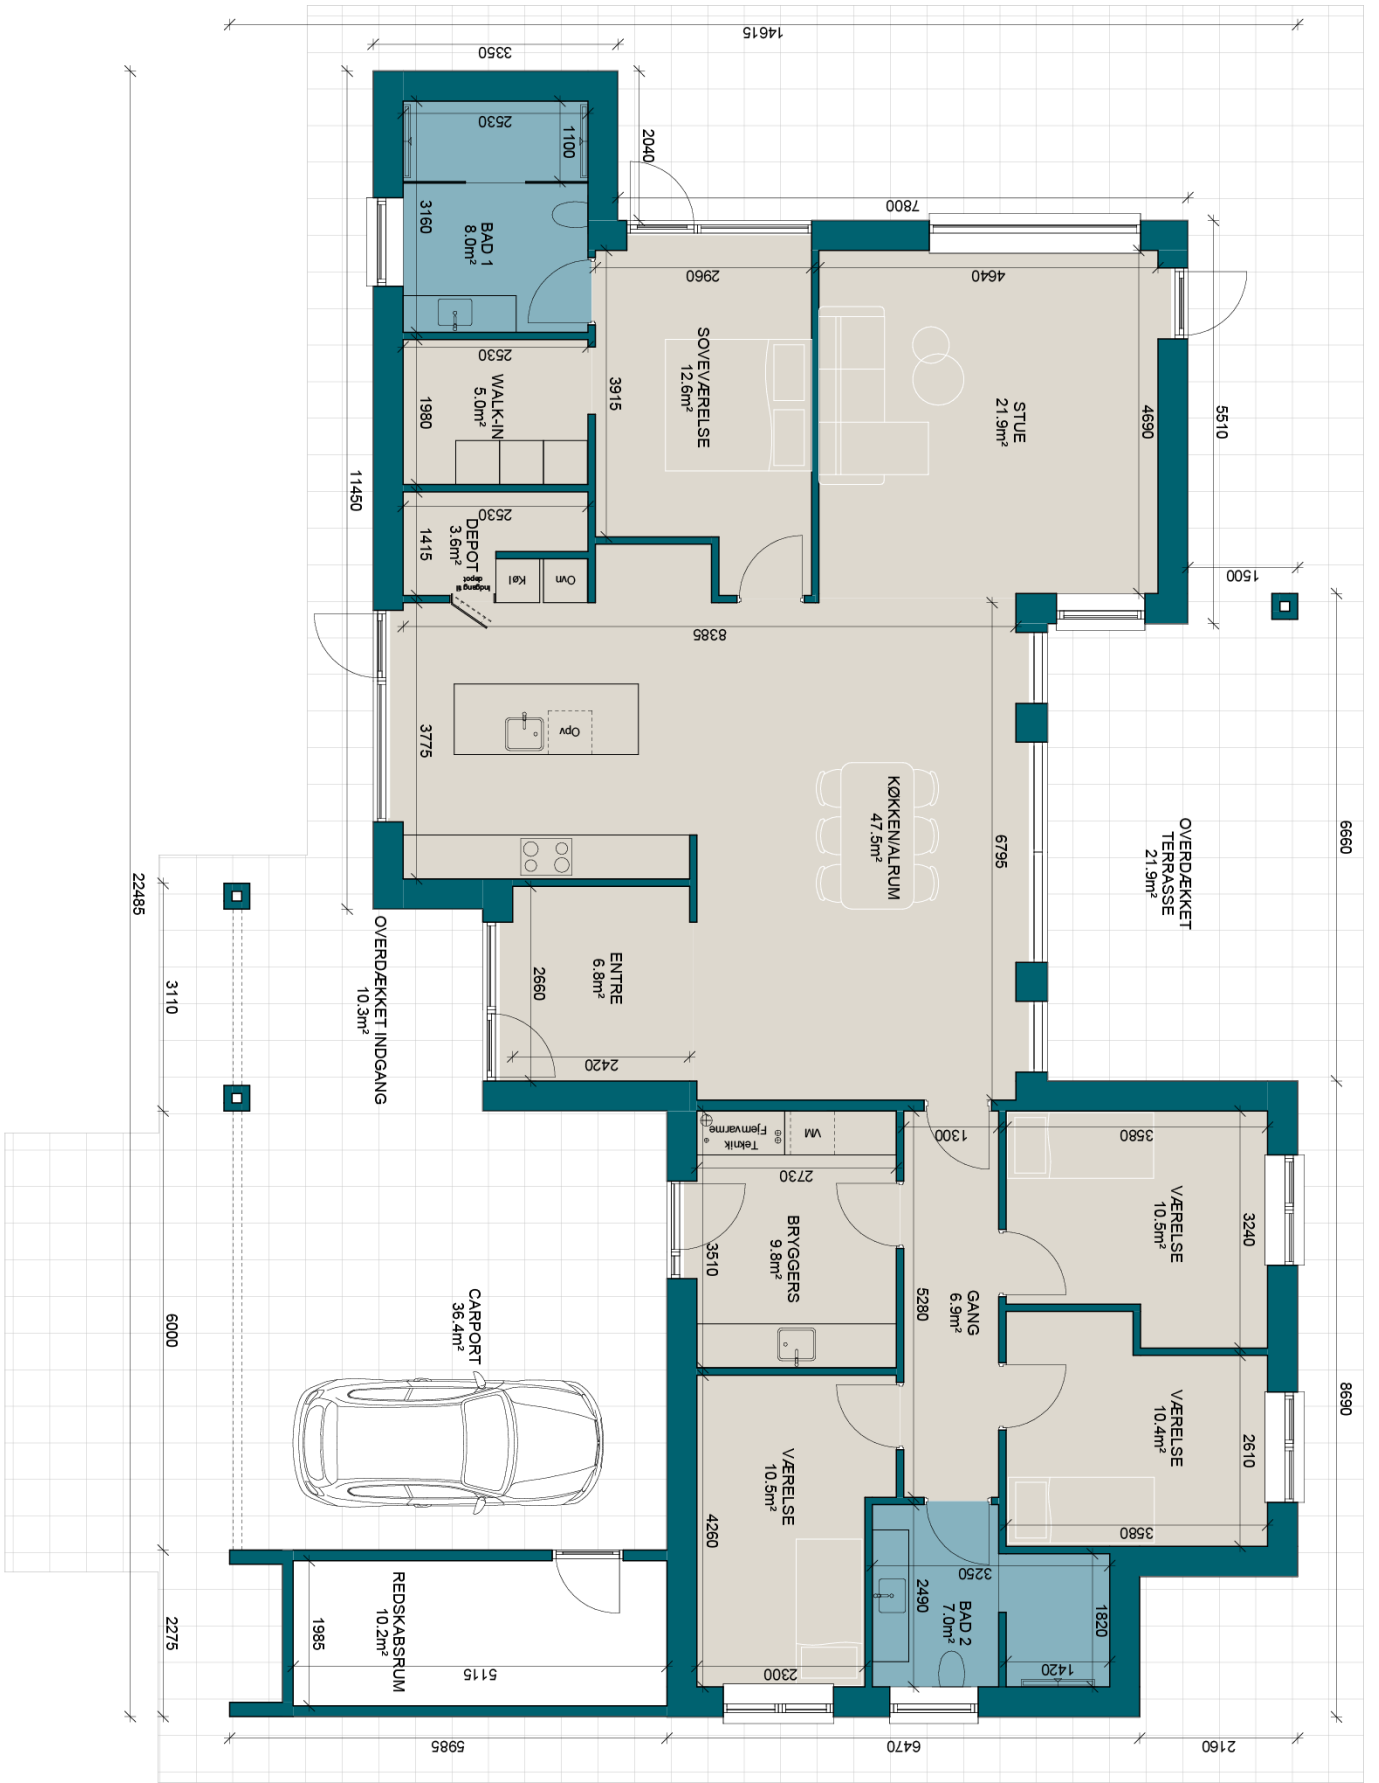 14615
3350
2530
1100
2040
3160
BAD 1
8.0m²
7800
2960
4640
2530
WALK-IN
5.0m²
1980
SOVEVÆRELSE
12.6m²
3915
STUE
21.9m²
4690
5510
11450
2530
DEPOT
3.6m²
Indgang til
depot
1415
Køl
Ovn
1500
8385
3775
Opv
KØKKEN/ALRUM
47.5m²
6795
OVERDÆKKET
TERRASSE
21.9m²
6660
22485
3110
OVERDÆKKET INDGANG
10.3m²
ENTRE
6.8m²
2660
2420
Teknik
Fjernvarme
VM
1300
3580
2730
BRYGGERS
9.8m²
3510
VÆRELSE
10.5m²
3240
GANG
6.9m²
5280
CARPORT
36.4m²
6000
8690
VÆRELSE
10.4m²
2610
3580
VÆRELSE
10.5m²
4260
2300
3250
2490
BAD 2
7.0m²
1820
1420
REDSKABSRUM
10.2m²
1985
5115
2275
5985
6470
2160